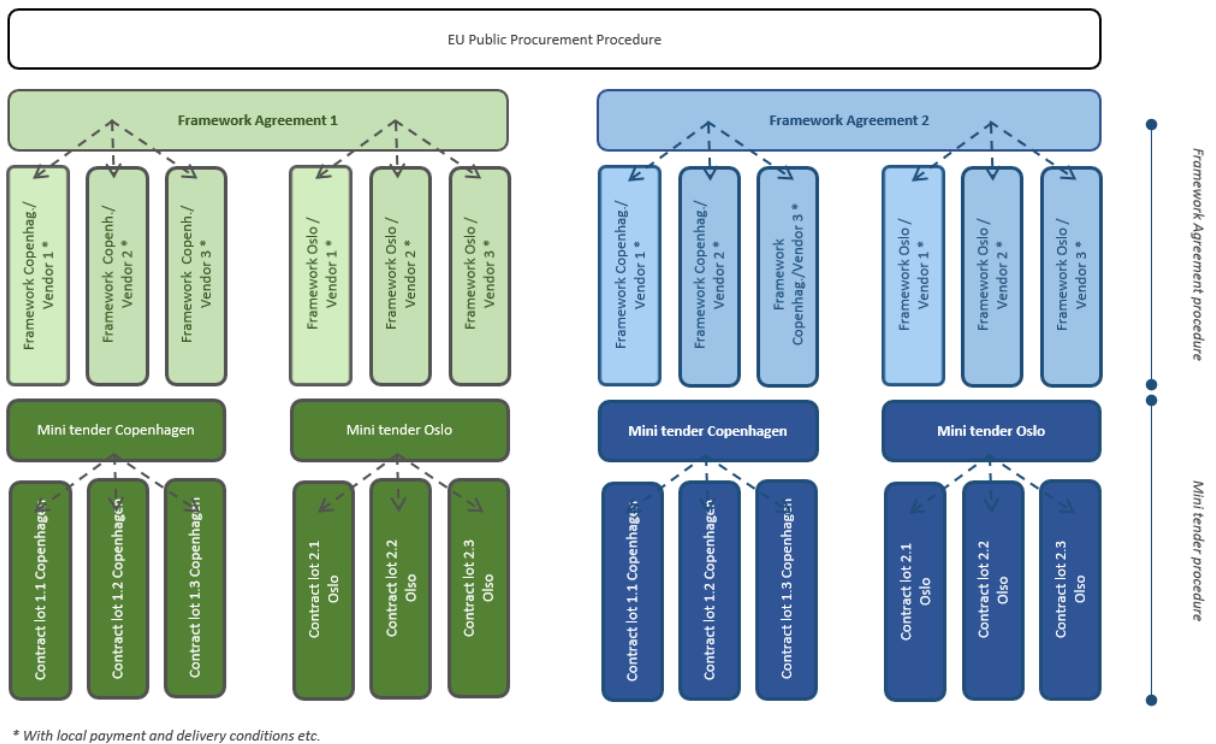 EU Public Procurement Procedure
Framework Agreement 1
Framework Agreement 2
Framework Copenhag./
Vendor 1 *
Framework Copenh./
Vendor 2 *
Framework Copenh./
Vendor 3 *
Framework Oslo /
Vendor 1 *
Framework Oslo /
Vendor 2 *
Framework Oslo /
Vendor 3 *
Framework Copenhag./
Vendor 1 *
Framework Copenhag./
Vendor 2 *
Framework
Copenhag./Vendor 3 *
Framework Oslo /
Vendor 1 *
Framework Oslo /
Vendor 2 *
Framework Oslo /
Vendor 3 *
Framework Agreement procedure
Mini tender Copenhagen
Mini tender Oslo
Mini tender Copenhagen
Mini tender Oslo
Contract lot 1.1 Copenhagen
Contract lot 1.2 Copenhagen
Contract lot 1.3 Copenhagen
Contract lot 2.1
Oslo
Contract lot 2.2
Olso
Contract lot 2.3
Olso
Contract lot 1.1 Copenhagen
Contract lot 1.2 Copenhagen
Contract lot 1.3 Copenhagen
Contract lot 2.1
Oslo
Contract lot 2.2
Olso
Contract lot 2.3
Olso
Mini tender procedure
* With local payment and delivery conditions etc.